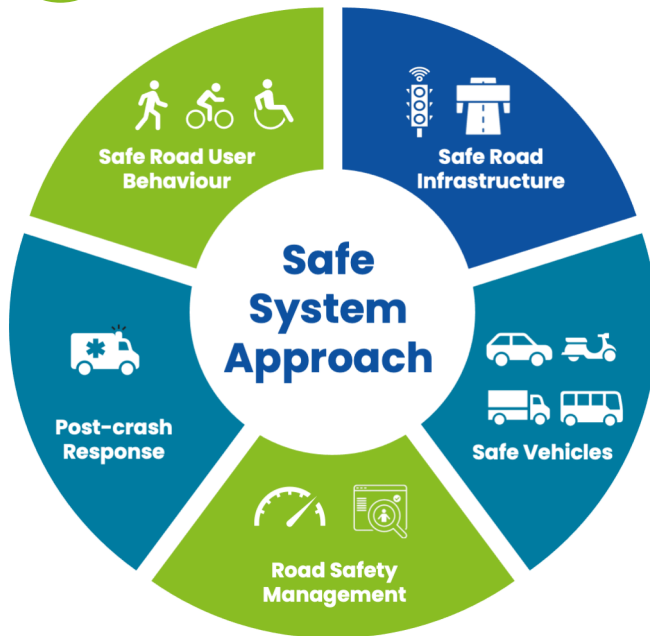 Safe Road User
Behaviour
Safe Road
Infrastructure
Safe
System
Approach
Post-crash
Response
Safe Vehicles
Road Safety
Management